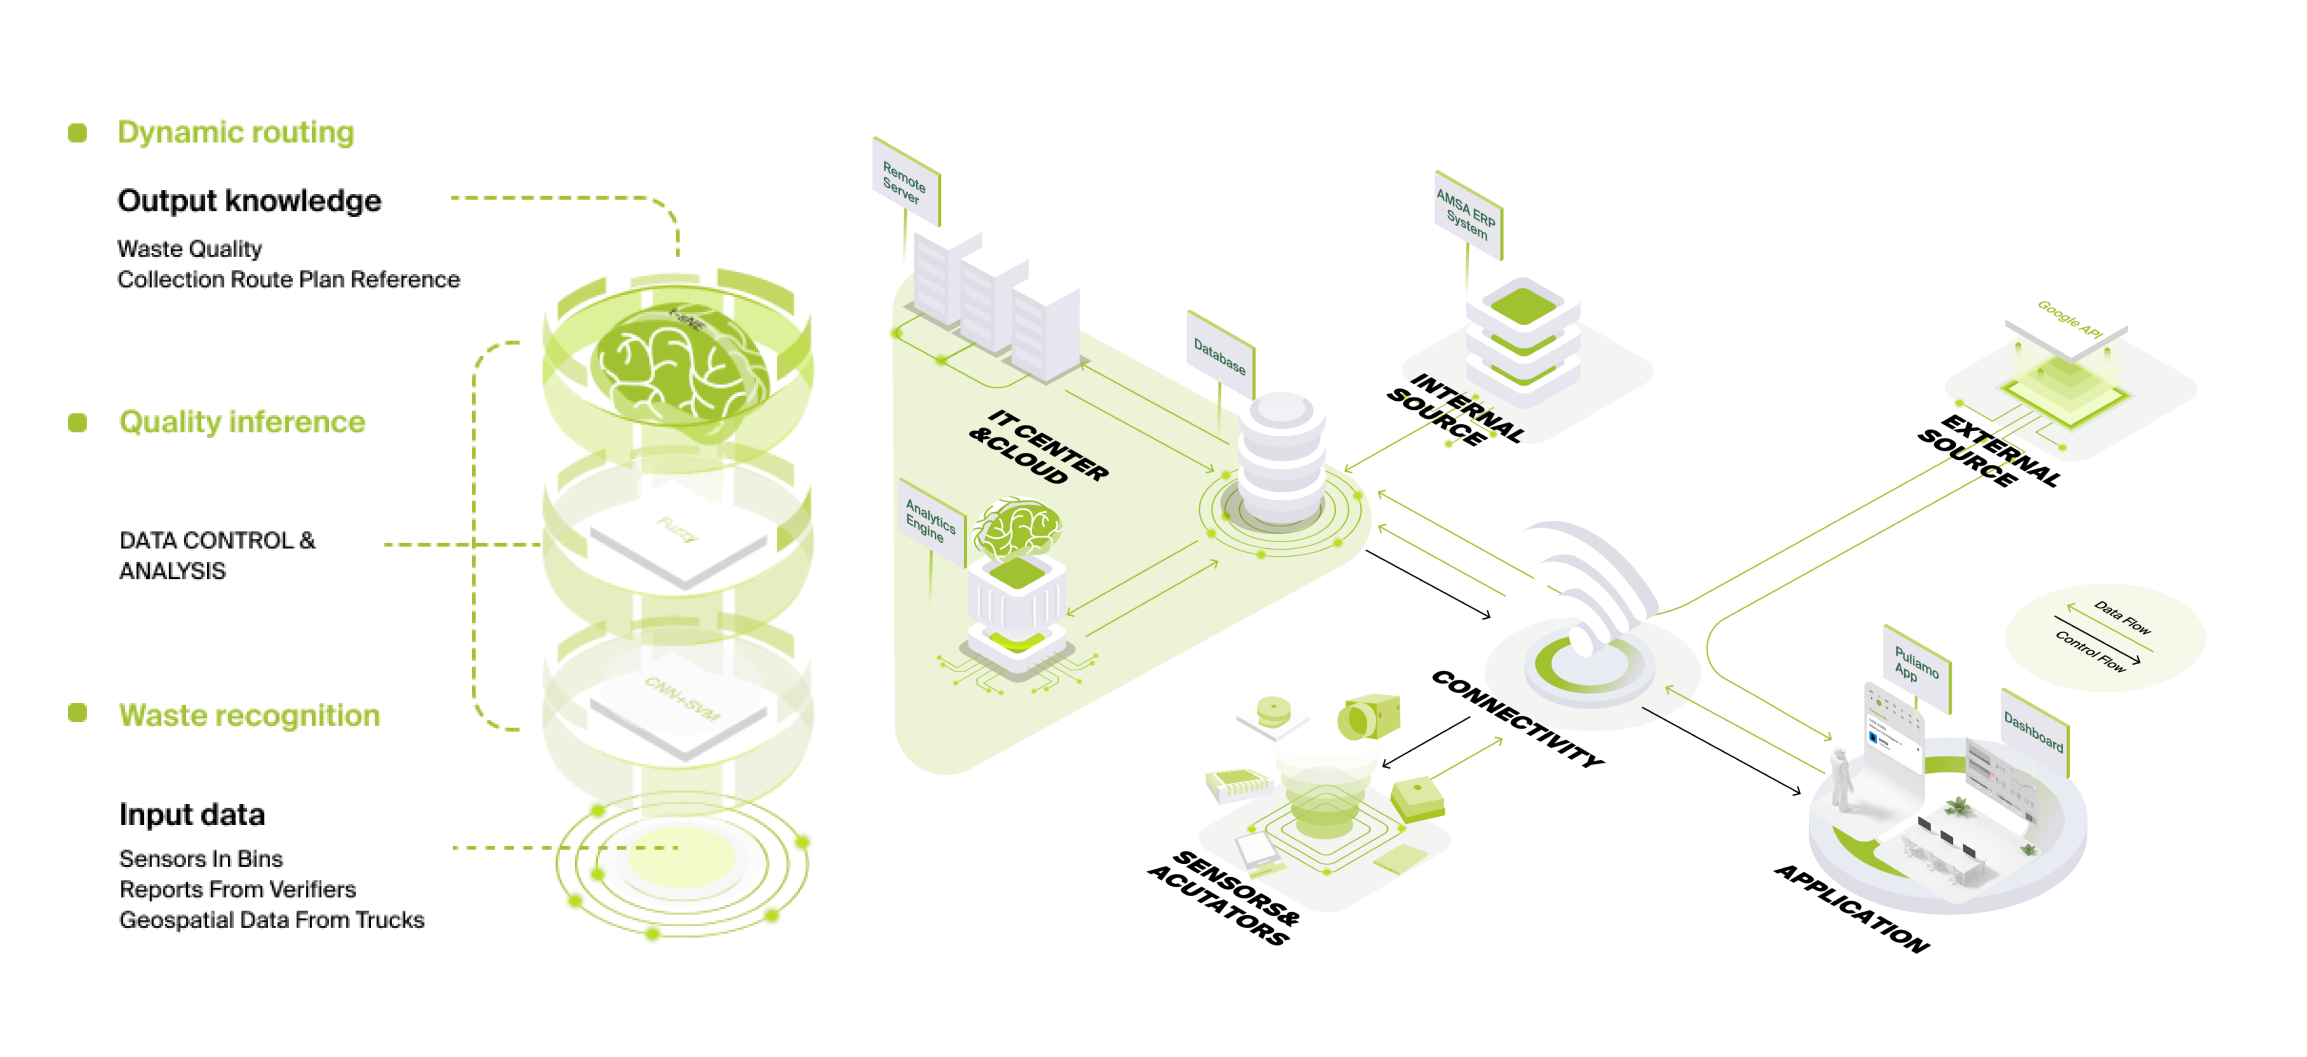 Dynamic routing
Output knowledge
Waste Quality
Collection Route Plan Reference
Quality inference
DATA CONTROL &
ANALYSIS
Waste recognition
Input data
Sensors In Bins
Reports From Verifiers
Geospatial Data From Trucks
Fuzzy
CNN+SVM
Remote
Server
IT CENTER
&CLOUD
Analytics
Engine
Database
AMSA ERP
System
INTERNAL
SOURCE
Google API
EXTERNAL
SOURCE
CONNECTIVITY
SENSORS&
ACUTATORS
Data Flow
Control Flow
Puliamo
App
Dashboard
APPLICATION